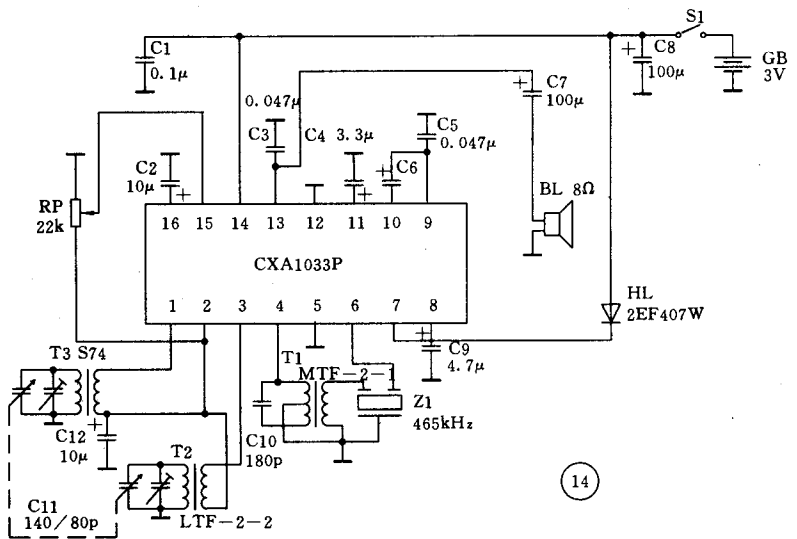 S1
C1
0.1μ
+
C8
100μ
GB
3V
+
C7
100μ
0.047μ
C3
C4
3.3μ
C5
0.047μ
C2
10μ
+
+
+
C6
BL 8Ω
RP
22k
16 15 14 13 12 11 10 9
CXA1033P
1 2 3 4 5 6 7 8
HL
2EF407W
+
C9
4.7μ
T3 S74
T1
MTF-2-1
Z1
465kHz
C10
180p
+
C12
10μ
T2
LTF-2-2
C11
140/80p
14